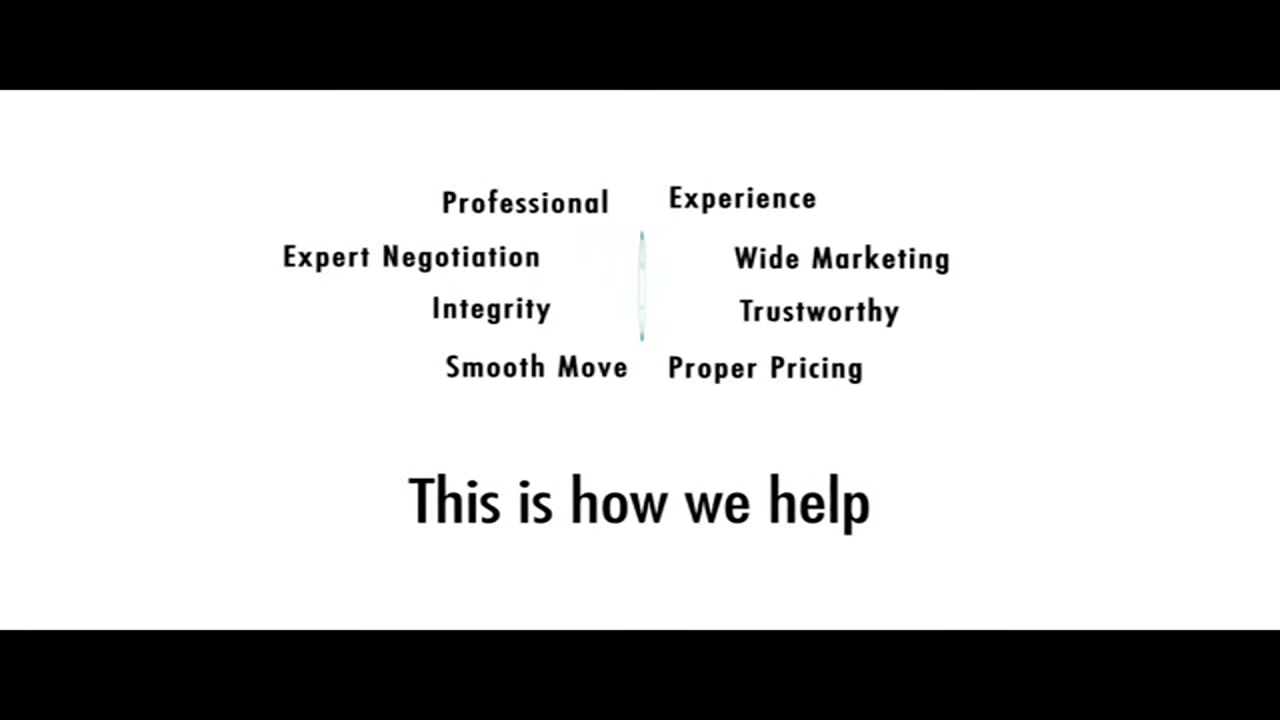 Professional Experience
Expert Negotiation Wide Marketing
Integrity Trustworthy
Smooth Move Proper Pricing
This is how we help